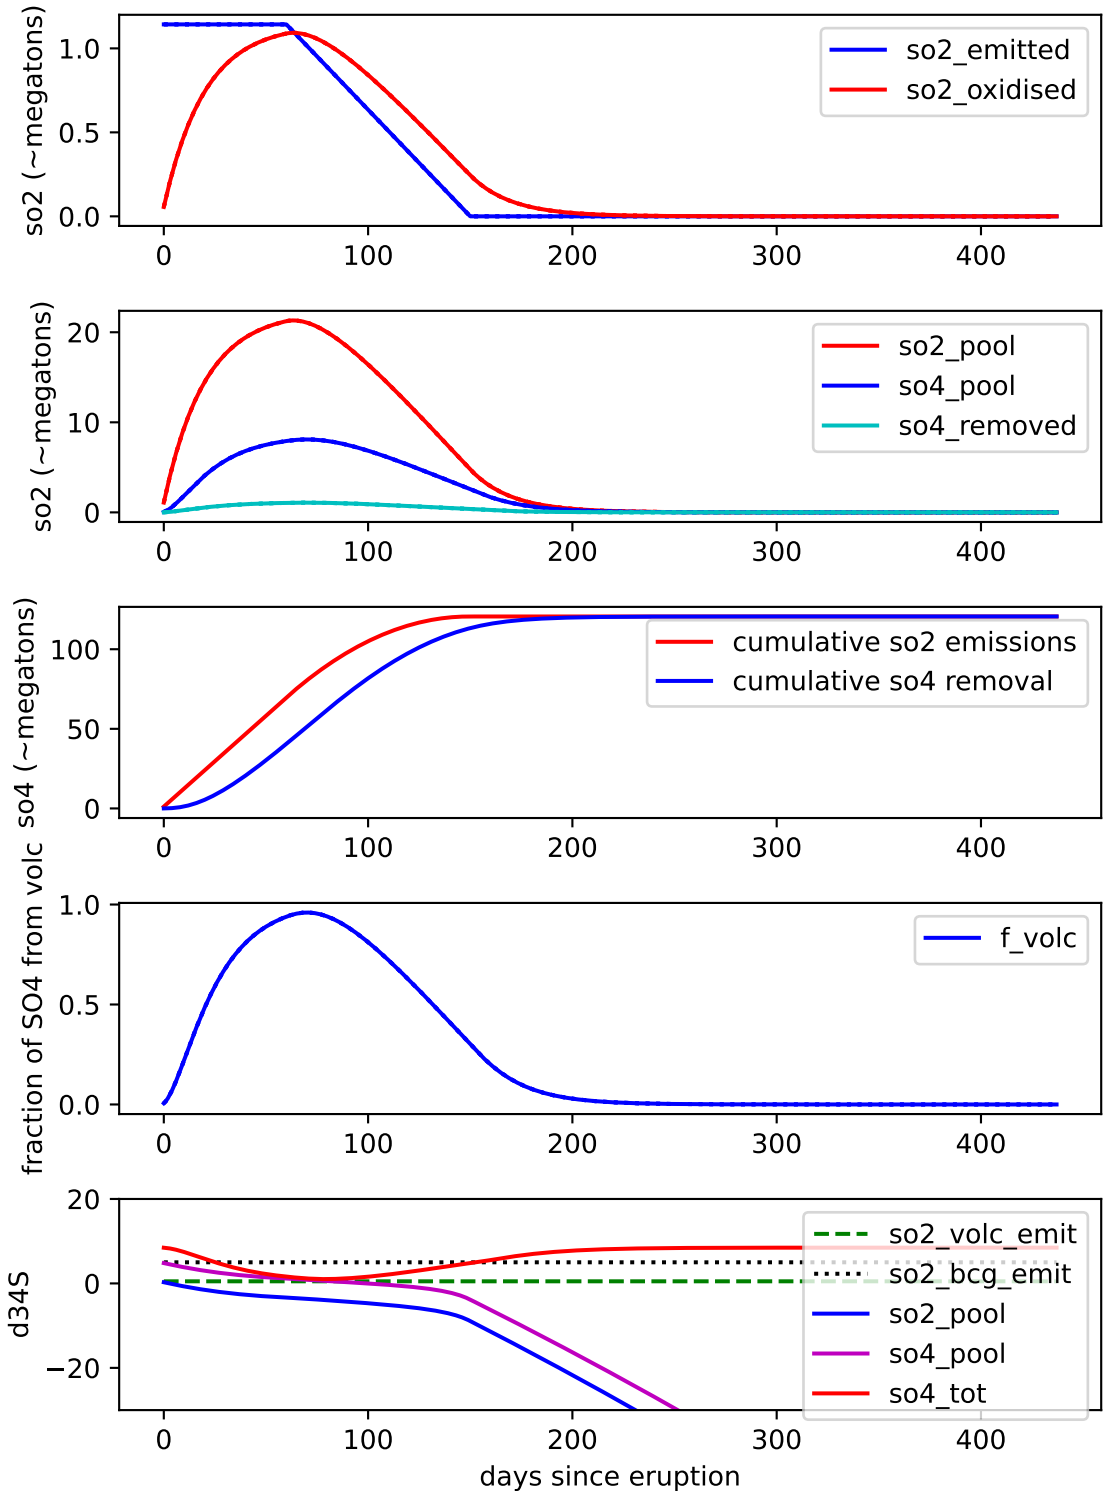 so2 (~megatons)
1.0
0.5
0.0
so2_emitted
so2_oxidised
0 100 200 300 400
so2 (~megatons)
20
10
0
so2_pool
so4_pool
so4_removed
0 100 200 300 400
so4 (~megatons)
100
50
0
cumulative so2 emissions
cumulative so4 removal
0 100 200 300 400
fraction of SO4 from volc
1.0
0.5
0.0
f_volc
0 100 200 300 400
d34S
20
0
−20
so2_volc_emit
so2_bcg_emit
so2_pool
so4_pool
so4_tot
0 100 200 300 400
days since eruption